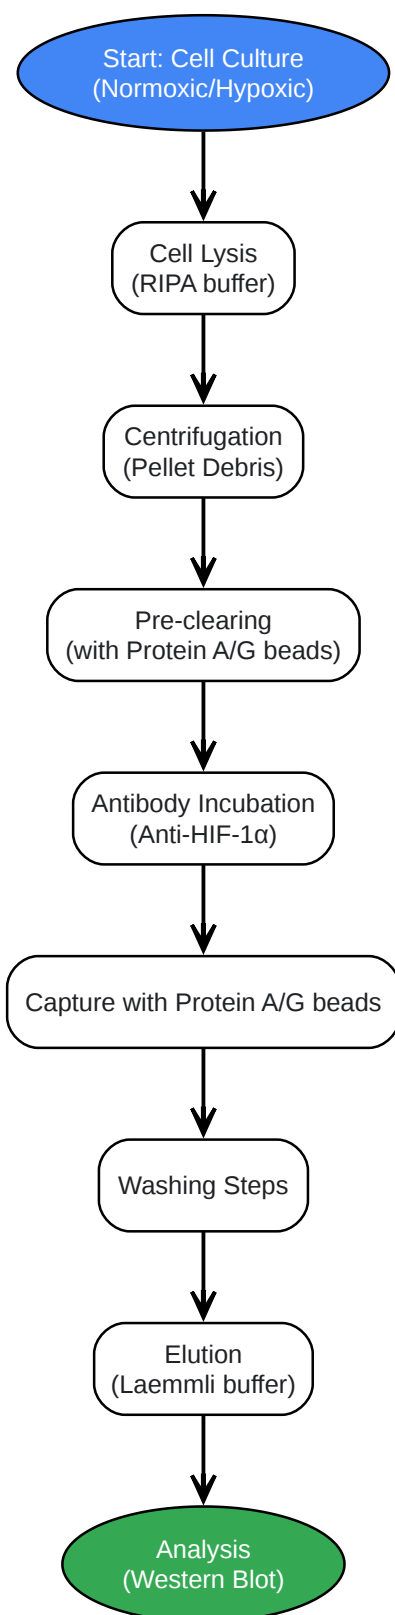 Start: Cell Culture
(Normoxic/Hypoxic)
Cell Lysis
(RIPA buffer)
Centrifugation
(Pellet Debris)
Pre-clearing
(with Protein A/G beads)
Antibody Incubation
(Anti-HIF-1α)
Capture with Protein A/G beads
Washing Steps
Elution
(Laemmli buffer)
Analysis
(Western Blot)